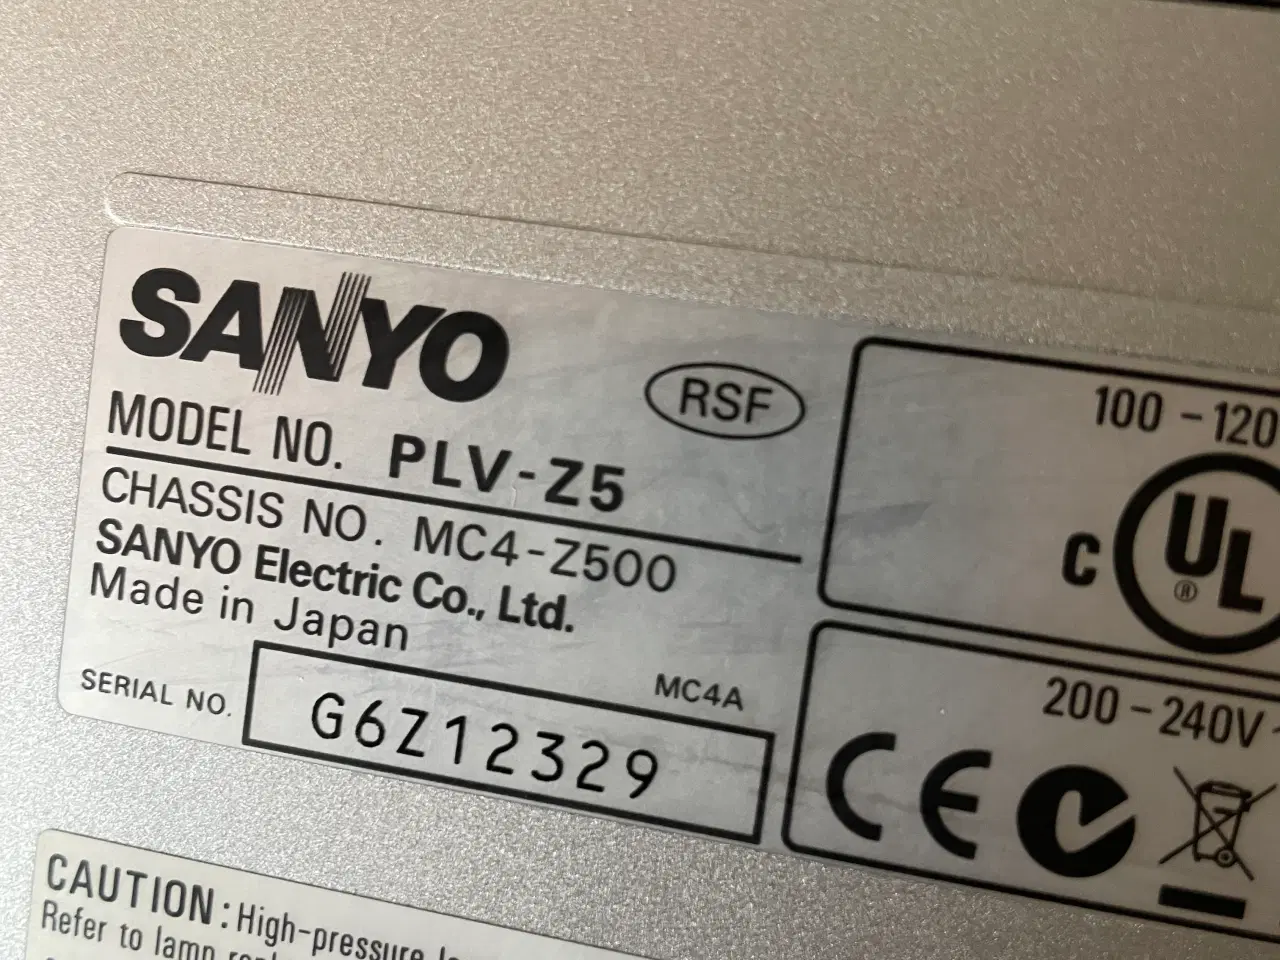 SANYO
RSF
MODEL NO. PLV-Z5
CHASSIS NO. MC4-Z500
SANYO Electric Co., Ltd.
Made in Japan
MC4A
SERIAL NO. G6Z12329
100 – 120
C UL ®
200 – 240V
CE
CAUTION : High-pressure
Refer to lamp